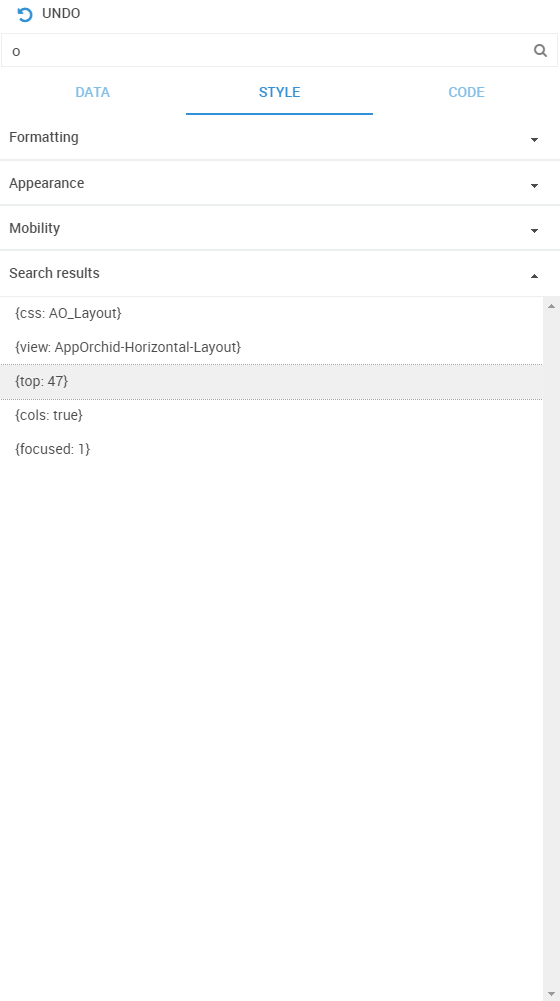 UNDO
o
DATA STYLE CODE
Formatting
Appearance
Mobility
Search results
{css: AO_Layout}
{view: AppOrchid-Horizontal-Layout}
{top: 47}
{cols: true}
{focused: 1}